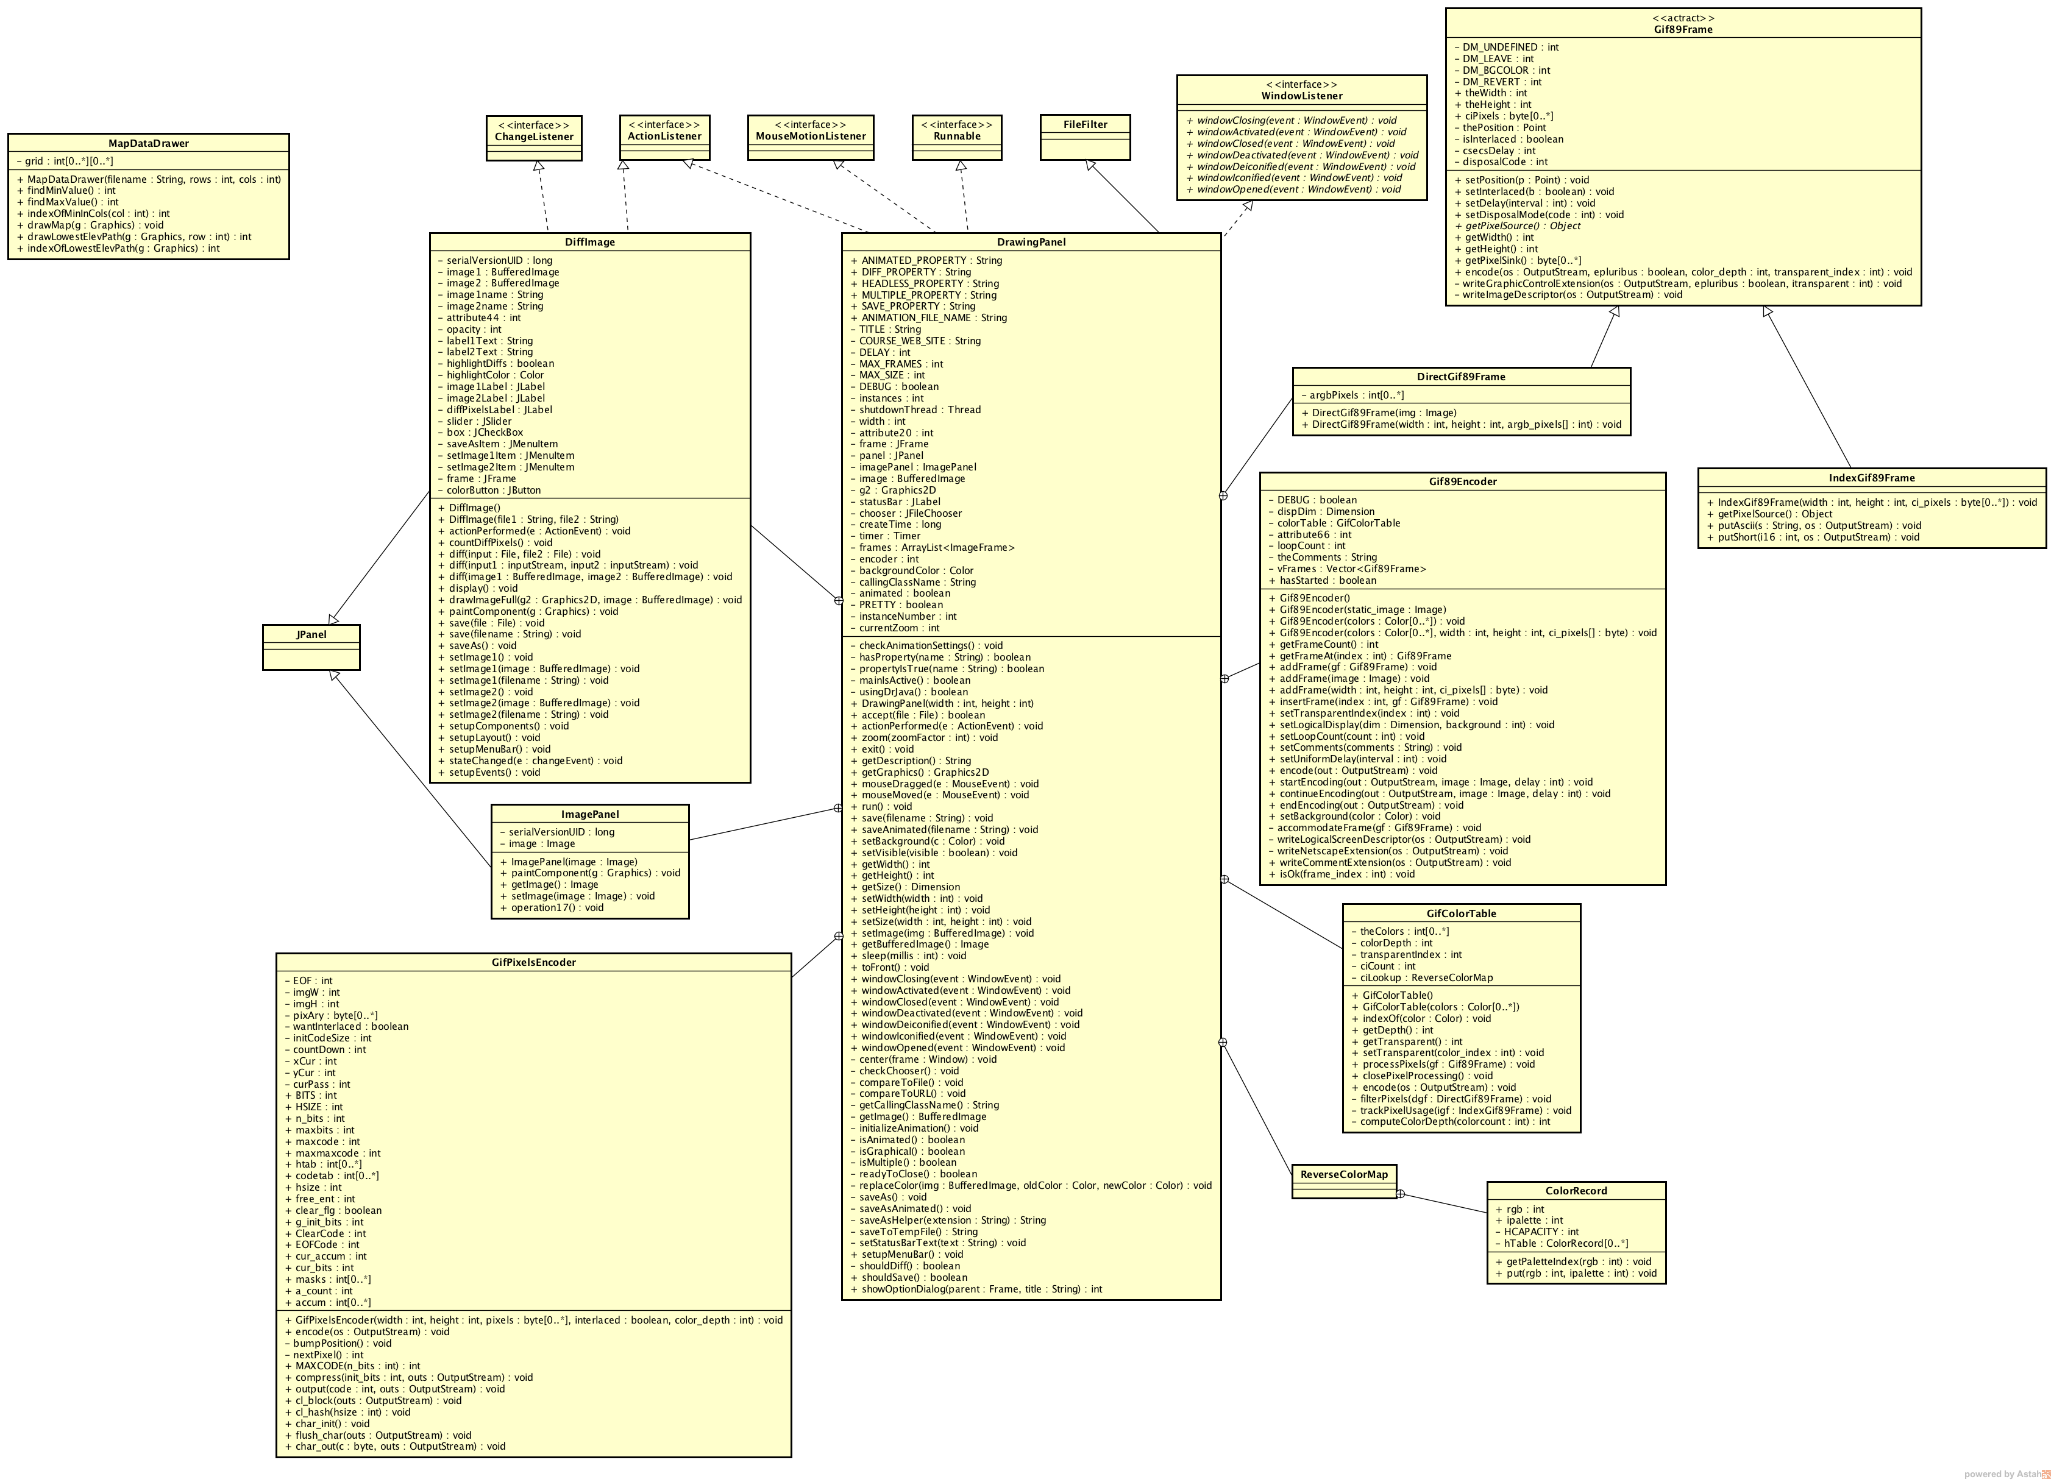 MapDataDrawer
– grid : int[0..*][0..*]
+ MapDataDrawer(filename : String, rows : int, cols : int)
+ findMinValue() : int
+ findMaxValue() : int
+ indexOfMinInCols(col : int) : int
+ drawMap(g : Graphics) : void
+ drawLowestElevPath(g : Graphics, row : int) : int
+ indexOfLowestElevPath(g : Graphics) : int
<<interface>>
ChangeListener
<<interface>>
ActionListener
<<interface>>
MouseMotionListener
<<interface>>
Runnable
FileFilter
<<interface>>
WindowListener
+ windowClosing(event : WindowEvent) : void
+ windowActivated(event : WindowEvent) : void
+ windowClosed(event : WindowEvent) : void
+ windowDeactivated(event : WindowEvent) : void
+ windowDeiconified(event : WindowEvent) : void
+ windowIconified(event : WindowEvent) : void
+ windowOpened(event : WindowEvent) : void
<<actract>>
Gif89Frame
– DM_UNDEFINED : int
– DM_LEAVE : int
– DM_BGCOLOR : int
– DM_REVERT : int
+ theWidth : int
+ theHeight : int
+ ciPixels : byte[0..*]
– thePosition : Point
– isInterlaced : boolean
– csecsDelay : int
– disposalCode : int
+ setPosition(p : Point) : void
+ setInterlaced(b : boolean) : void
+ setDelay(interval : int) : void
+ setDisposalMode(code : int) : void
+ getPixelSource() : Object
+ getWidth() : int
+ getHeight() : int
+ getPixelSink() : byte[0..*]
+ encode(os : OutputStream, epluribus : boolean, color_depth : int, transparent_index : int) : void
– writeGraphicControlExtension(os : OutputStream, epluribus : boolean, itransparent : int) : void
– writeImageDescriptor(os : OutputStream) : void
DiffImage
– serialVersionUID : long
– image1 : BufferedImage
– image2 : BufferedImage
– image1name : String
– image2name : String
– attribute44 : int
– opacity : int
– label1Text : String
– label2Text : String
– highlightDiffs : boolean
– highlightColor : Color
– image1Label : JLabel
– image2Label : JLabel
– diffPixelsLabel : JLabel
– slider : JSlider
– box : JCheckBox
– saveAsItem : JMenuItem
– setImage1Item : JMenuItem
– setImage2Item : JMenuItem
– frame : JFrame
– colorButton : JButton
+ DiffImage()
+ DiffImage(file1 : String, file2 : String)
+ actionPerformed(e : ActionEvent) : void
+ countDiffPixels() : void
+ diff(input : File, file2 : File) : void
+ diff(input1 : inputStream, input2 : inputStream) : void
+ diff(image1 : BufferedImage, image2 : BufferedImage) : void
+ display() : void
+ drawImageFull(g2 : Graphics2D, image : BufferedImage) : void
+ paintComponent(g : Graphics) : void
+ save(file : File) : void
+ save(filename : String) : void
+ saveAs() : void
+ setImage1() : void
+ setImage1(image : BufferedImage) : void
+ setImage1(filename : String) : void
+ setImage2() : void
+ setImage2(image : BufferedImage) : void
+ setImage2(filename : String) : void
+ setupComponents() : void
+ setupLayout() : void
+ setupMenuBar() : void
+ stateChanged(e : changeEvent) : void
+ setupEvents() : void
DrawingPanel
+ ANIMATED_PROPERTY : String
+ DIFF_PROPERTY : String
+ HEADLESS_PROPERTY : String
+ MULTIPLE_PROPERTY : String
+ SAVE_PROPERTY : String
+ ANIMATION_FILE_NAME : String
– TITLE : String
– COURSE_WEB_SITE : String
– DELAY : int
– MAX_FRAMES : int
– MAX_SIZE : int
– DEBUG : boolean
– instances : int
– shutdownThread : Thread
– width : int
– attribute20 : int
– frame : JFrame
– panel : JPanel
– imagePanel : ImagePanel
– image : BufferedImage
– g2 : Graphics2D
– statusBar : JLabel
– chooser : JFileChooser
– createTime : long
– timer : Timer
– frames : ArrayList<ImageFrame>
– encoder : int
– backgroundColor : Color
– callingClassName : String
– animated : boolean
– PRETTY : boolean
– instanceNumber : int
– currentZoom : int
– checkAnimationSettings() : void
– hasProperty(name : String) : boolean
– propertyIsTrue(name : String) : boolean
– mainIsActive() : boolean
– usingDrJava() : boolean
+ DrawingPanel(width : int, height : int)
+ accept(file : File) : boolean
+ actionPerformed(e : ActionEvent) : void
+ zoom(zoomFactor : int) : void
+ exit() : void
+ getDescription() : String
+ getGraphics() : Graphics2D
+ mouseDragged(e : MouseEvent) : void
+ mouseMoved(e : MouseEvent) : void
+ run() : void
+ save(filename : String) : void
+ saveAnimated(filename : String) : void
+ setBackground(c : Color) : void
+ setVisible(visible : boolean) : void
+ getWidth() : int
+ getHeight() : int
+ getSize() : Dimension
+ setWidth(width : int) : void
+ setHeight(height : int) : void
+ setSize(width : int, height : int) : void
+ setImage(img : BufferedImage) : void
+ getBufferedImage() : Image
+ sleep(millis : int) : void
+ toFront() : void
+ windowClosing(event : WindowEvent) : void
+ windowActivated(event : WindowEvent) : void
+ windowClosed(event : WindowEvent) : void
+ windowDeactivated(event : WindowEvent) : void
+ windowDeiconified(event : WindowEvent) : void
+ windowIconified(event : WindowEvent) : void
+ windowOpened(event : WindowEvent) : void
– center(frame : Window) : void
– checkChooser() : void
– compareToFile() : void
– compareToURL() : void
– getCallingClassName() : String
– getImage() : BufferedImage
– initializeAnimation() : void
– isAnimated() : boolean
– isGraphical() : boolean
– isMultiple() : boolean
– readyToClose() : boolean
– replaceColor(img : BufferedImage, oldColor : Color, newColor : Color) : void
– saveAs() : void
– saveAsAnimated() : void
– saveAsHelper(extension : String) : String
– saveToTempFile() : String
– setStatusBarText(text : String) : void
+ setupMenuBar() : void
– shouldDiff() : boolean
+ shouldSave() : boolean
+ showOptionDialog(parent : Frame, title : String) : int
DirectGif89Frame
– argbPixels : int[0..*]
+ DirectGif89Frame(img : Image)
+ DirectGif89Frame(width : int, height : int, argb_pixels[] : int) : void
IndexGif89Frame
+ IndexGif89Frame(width : int, height : int, ci_pixels : byte[0..*]) : void
+ getPixelSource() : Object
+ putAscii(s : String, os : OutputStream) : void
+ putShort(i16 : int, os : OutputStream) : void
Gif89Encoder
– DEBUG : boolean
– dispDim : Dimension
– colorTable : GifColorTable
– attribute66 : int
– loopCount : int
– theComments : String
– vFrames : Vector<Gif89Frame>
+ hasStarted : boolean
+ Gif89Encoder()
+ Gif89Encoder(static_image : Image)
+ Gif89Encoder(colors : Color[0..*]) : void
+ Gif89Encoder(colors : Color[0..*], width : int, height : int, ci_pixels[] : byte) : void
+ getFrameCount() : int
+ getFrameAt(index : int) : Gif89Frame
+ addFrame(gf : Gif89Frame) : void
+ addFrame(image : Image) : void
+ addFrame(width : int, height : int, ci_pixels[] : byte) : void
+ insertFrame(index : int, gf : Gif89Frame) : void
+ setTransparentIndex(index : int) : void
+ setLogicalDisplay(dim : Dimension, background : int) : void
+ setLoopCount(count : int) : void
+ setComments(comments : String) : void
+ setUniformDelay(interval : int) : void
+ encode(out : OutputStream) : void
+ startEncoding(out : OutputStream, image : Image, delay : int) : void
+ continueEncoding(out : OutputStream, image : Image, delay : int) : void
+ endEncoding(out : OutputStream) : void
+ setBackground(color : Color) : void
– accommodateFrame(gf : Gif89Frame) : void
– writeLogicalScreenDescriptor(os : OutputStream) : void
– writeNetscapeExtension(os : OutputStream) : void
+ writeCommentExtension(os : OutputStream) : void
+ isOk(frame_index : int) : void
JPanel
ImagePanel
– serialVersionUID : long
– image : Image
+ ImagePanel(image : Image)
+ paintComponent(g : Graphics) : void
+ getImage() : Image
+ setImage(image : Image) : void
+ operation17() : void
GifPixelsEncoder
– EOF : int
– imgW : int
– imgH : int
– pixAry : byte[0..*]
– wantInterlaced : boolean
– initCodeSize : int
– countDown : int
– xCur : int
– yCur : int
– curPass : int
+ BITS : int
+ HSIZE : int
+ n_bits : int
+ maxbits : int
+ maxcode : int
+ maxmaxcode : int
+ htab : int[0..*]
+ codetab : int[0..*]
+ hsize : int
+ free_ent : int
+ clear_flg : boolean
+ g_init_bits : int
+ ClearCode : int
+ EOFCode : int
+ cur_accum : int
+ cur_bits : int
+ masks : int[0..*]
+ a_count : int
+ accum : int[0..*]
+ GifPixelsEncoder(width : int, height : int, pixels : byte[0..*], interlaced : boolean, color_depth : int) : void
+ encode(os : OutputStream) : void
– bumpPosition() : void
– nextPixel() : int
+ MAXCODE(n_bits : int) : int
+ compress(init_bits : int, outs : OutputStream) : void
+ output(code : int, outs : OutputStream) : void
+ cl_block(outs : OutputStream) : void
+ cl_hash(hsize : int) : void
+ char_init() : void
+ flush_char(outs : OutputStream) : void
+ char_out(c : byte, outs : OutputStream) : void
GifColorTable
– theColors : int[0..*]
– colorDepth : int
– transparentIndex : int
– ciCount : int
– ciLookup : ReverseColorMap
+ GifColorTable()
+ GifColorTable(colors : Color[0..*])
+ indexOf(color : Color) : void
+ getDepth() : int
+ getTransparent() : int
+ setTransparent(color_index : int) : void
+ processPixels(gf : Gif89Frame) : void
+ closePixelProcessing() : void
+ encode(os : OutputStream) : void
– filterPixels(dgf : DirectGif89Frame) : void
– trackPixelUsage(igf : IndexGif89Frame) : void
– computeColorDepth(colorcount : int) : int
ReverseColorMap
ColorRecord
+ rgb : int
+ ipalette : int
– HCAPACITY : int
– hTable : ColorRecord[0..*]
+ getPaletteIndex(rgb : int) : void
+ put(rgb : int, ipalette : int) : void
powered by Astah